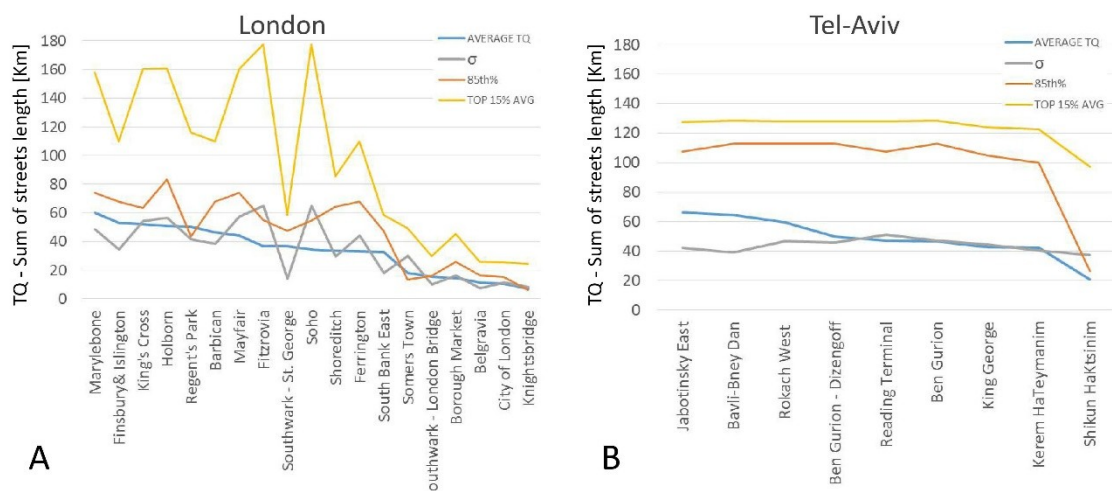 London
TQ - Sum of streets length [Km]
180
160
140
120
100
80
60
40
20
0
AVERAGE TQ
σ
85th%
TOP 15% AVG
Marylebone
Finsbury& Islington
King's Cross
Holborn
Regent's Park
Barbican
Mayfair
Fitzrovia
Southwark - St. George
Soho
Shoreditch
Ferrington
South Bank East
Somers Town
outhwark - London Bridge
Borough Market
Belgravia
City of London
Knightsbridge
A
Tel-Aviv
TQ - Sum of streets length [Km]
180
160
140
120
100
80
60
40
20
0
AVERAGE TQ
σ
85th%
TOP 15% AVG
Jabotinsky East
Bavli-Bney Dan
Rokach West
Ben Gurion - Dizengoff
Reading Terminal
Ben Gurion
King George
Kerem HaTeymanim
Shikun HaKtsinim
B